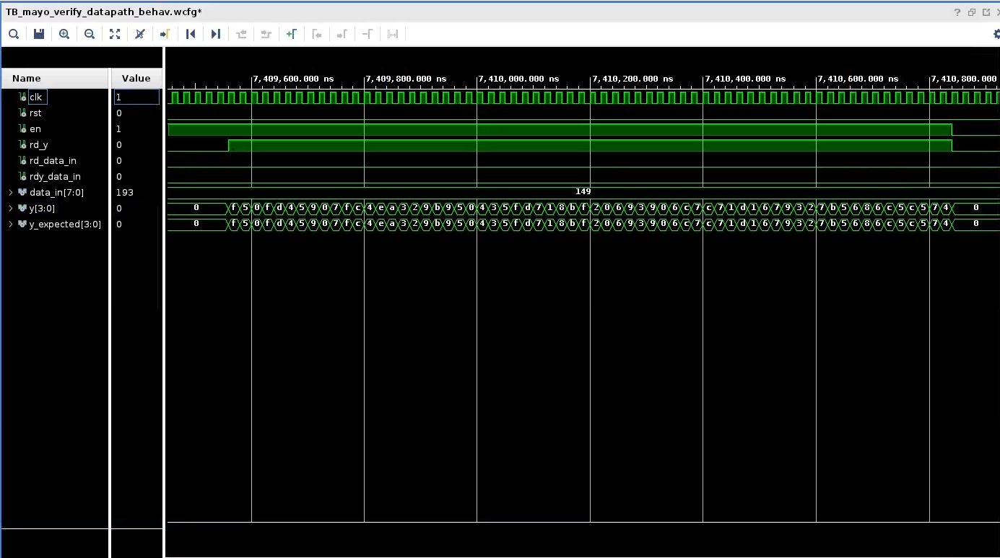 TB_mayo_verify_datapath_behav.wcfg*
Name Value
7,409,600.000 ns 7,409,800.000 ns 7,410,000.000 ns 7,410,200.000 ns 7,410,400.000 ns 7,410,600.000 ns 7,410,800.000
clk 1
rst 0
en 1
rd_y 0
rd_data_in 0
rdy_data_in 0
data_in[7:0] 193 149
y[3:0] 0 0 f 5 0 f d 4 5 9 0 7 f c 4 e a 3 2 9 b 9 5 0 4 3 5 f d 7 1 8 b f 2 0 6 9 3 9 0 6 c 7 c 7 1 d 1 6 7 9 3 2 7 b 5 6 8 6 c 5 c 5 7 4 0
y_expected[3:0] 0 0 f 5 0 f d 4 5 9 0 7 f c 4 e a 3 2 9 b 9 5 0 4 3 5 f d 7 1 8 b f 2 0 6 9 3 9 0 6 c 7 c 7 1 d 1 6 7 9 3 2 7 b 5 6 8 6 c 5 c 5 7 4 0